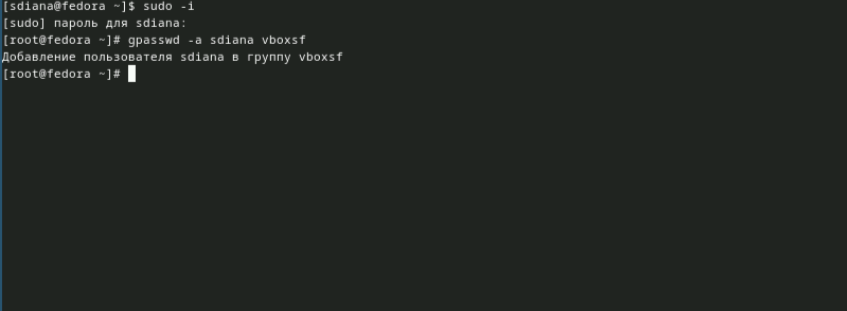 [sdiana@fedora ~]$ sudo -i
[sudo] пароль для sdiana:
[root@fedora ~]# gpasswd -a sdiana vboxsf
Добавление пользователя sdiana в группу vboxsf
[root@fedora ~]#